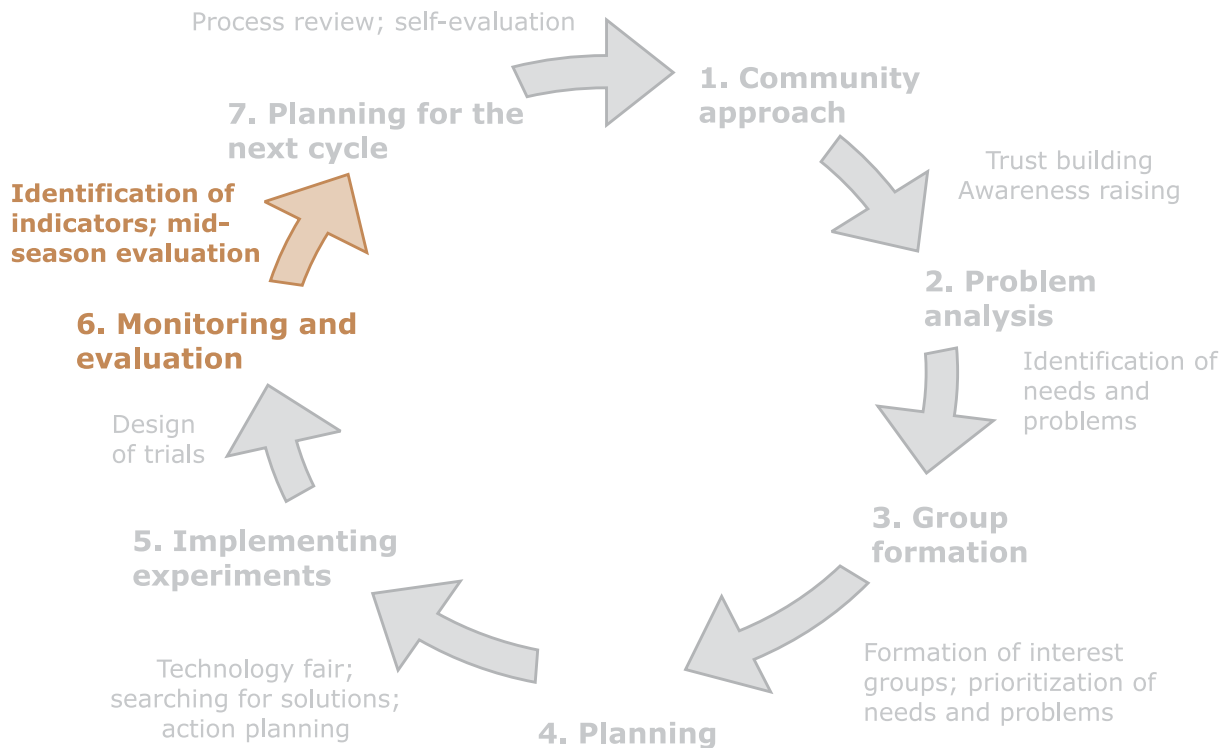 Process review; self-evaluation
1. Community
approach
Trust building
Awareness raising
2. Problem
analysis
Identification of
needs and
problems
3. Group
formation
Formation of interest
groups; prioritization of
needs and problems
4. Planning
Technology fair;
searching for solutions;
action planning
5. Implementing
experiments
Design
of trials
6. Monitoring and
evaluation
Identification of
indicators; mid-
season evaluation
7. Planning for the
next cycle